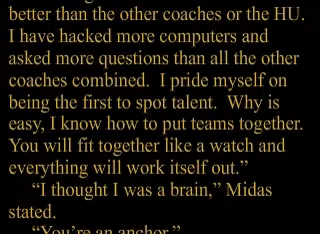 better than the other coaches or the HU.
I have hacked more computers and
asked more questions than all the other
coaches combined.  I pride myself on
being the first to spot talent.  Why is
easy, I know how to put teams together.
You will fit together like a watch and
everything will work itself out.”
“I thought I was a brain,” Midas
stated.
“You’re an anchor.”